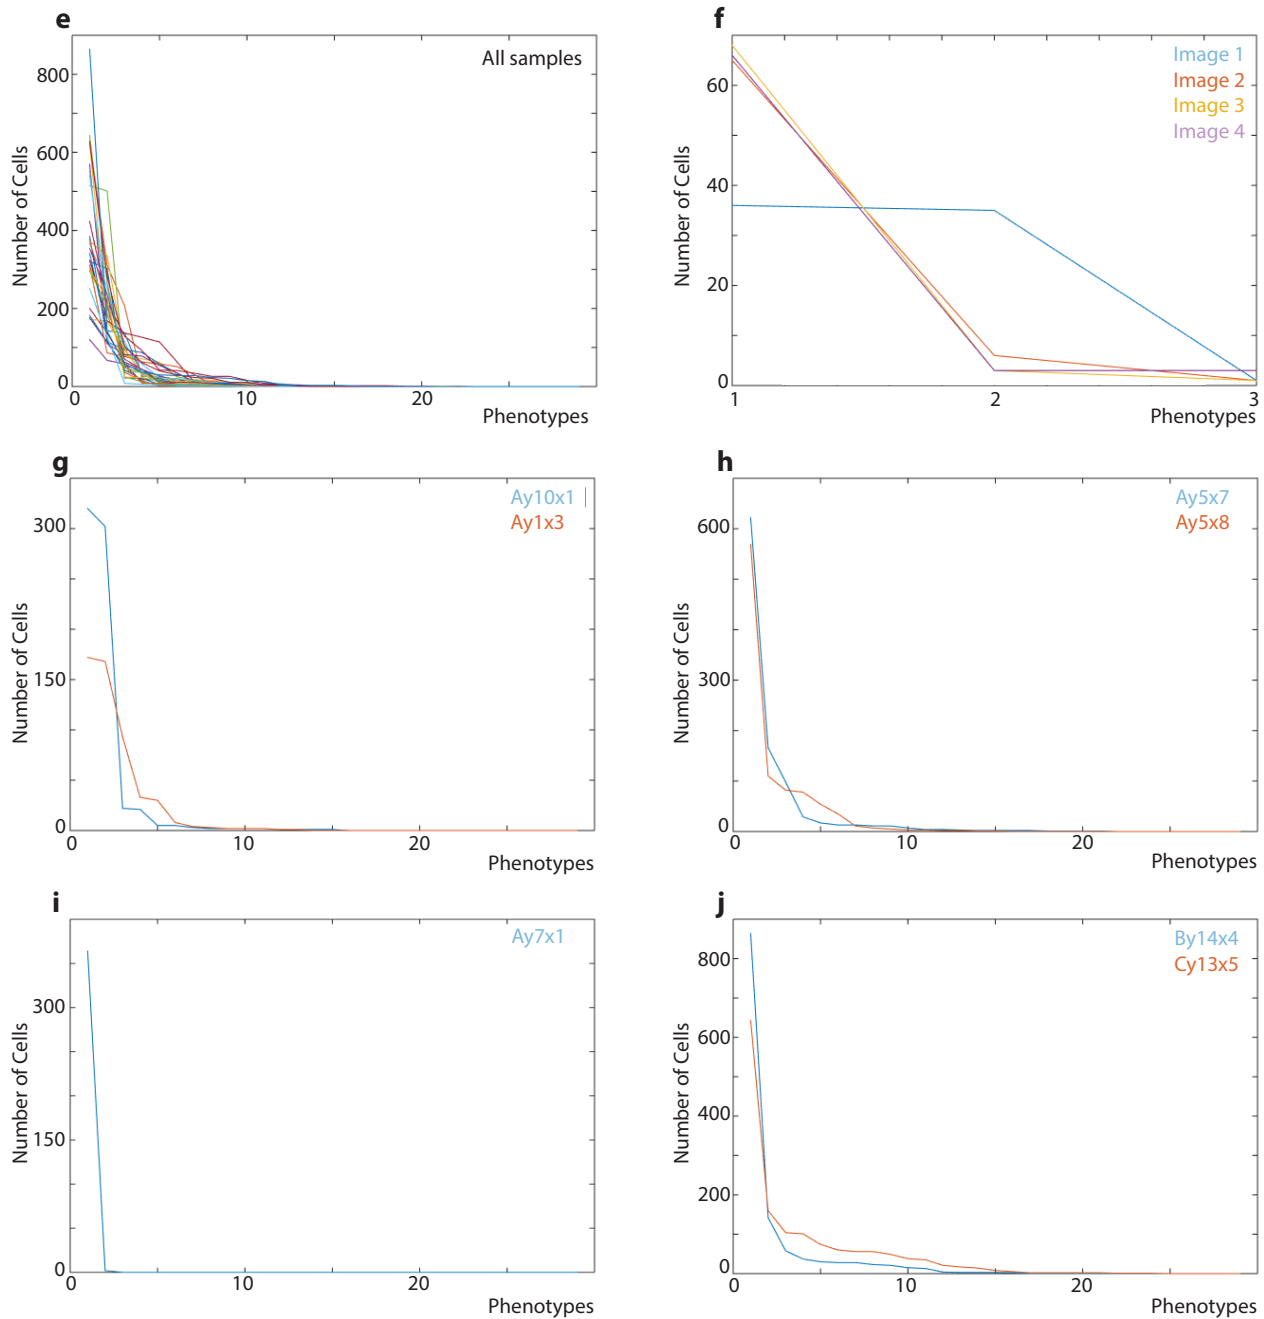 e
All samples
800
600
400
200
0
0
10
20
Number of Cells
Phenotypes
f
Image 1
Image 2
Image 3
Image 4
60
40
20
0
1
2
3
Number of Cells
Phenotypes
g
Ay10x1
Ay1x3
300
150
0
0
10
20
Number of Cells
Phenotypes
h
Ay5x7
Ay5x8
600
300
0
0
10
20
Number of Cells
Phenotypes
i
Ay7x1
300
150
0
0
10
20
Number of Cells
Phenotypes
j
By14x4
Cy13x5
800
600
400
200
0
0
10
20
Number of Cells
Phenotypes